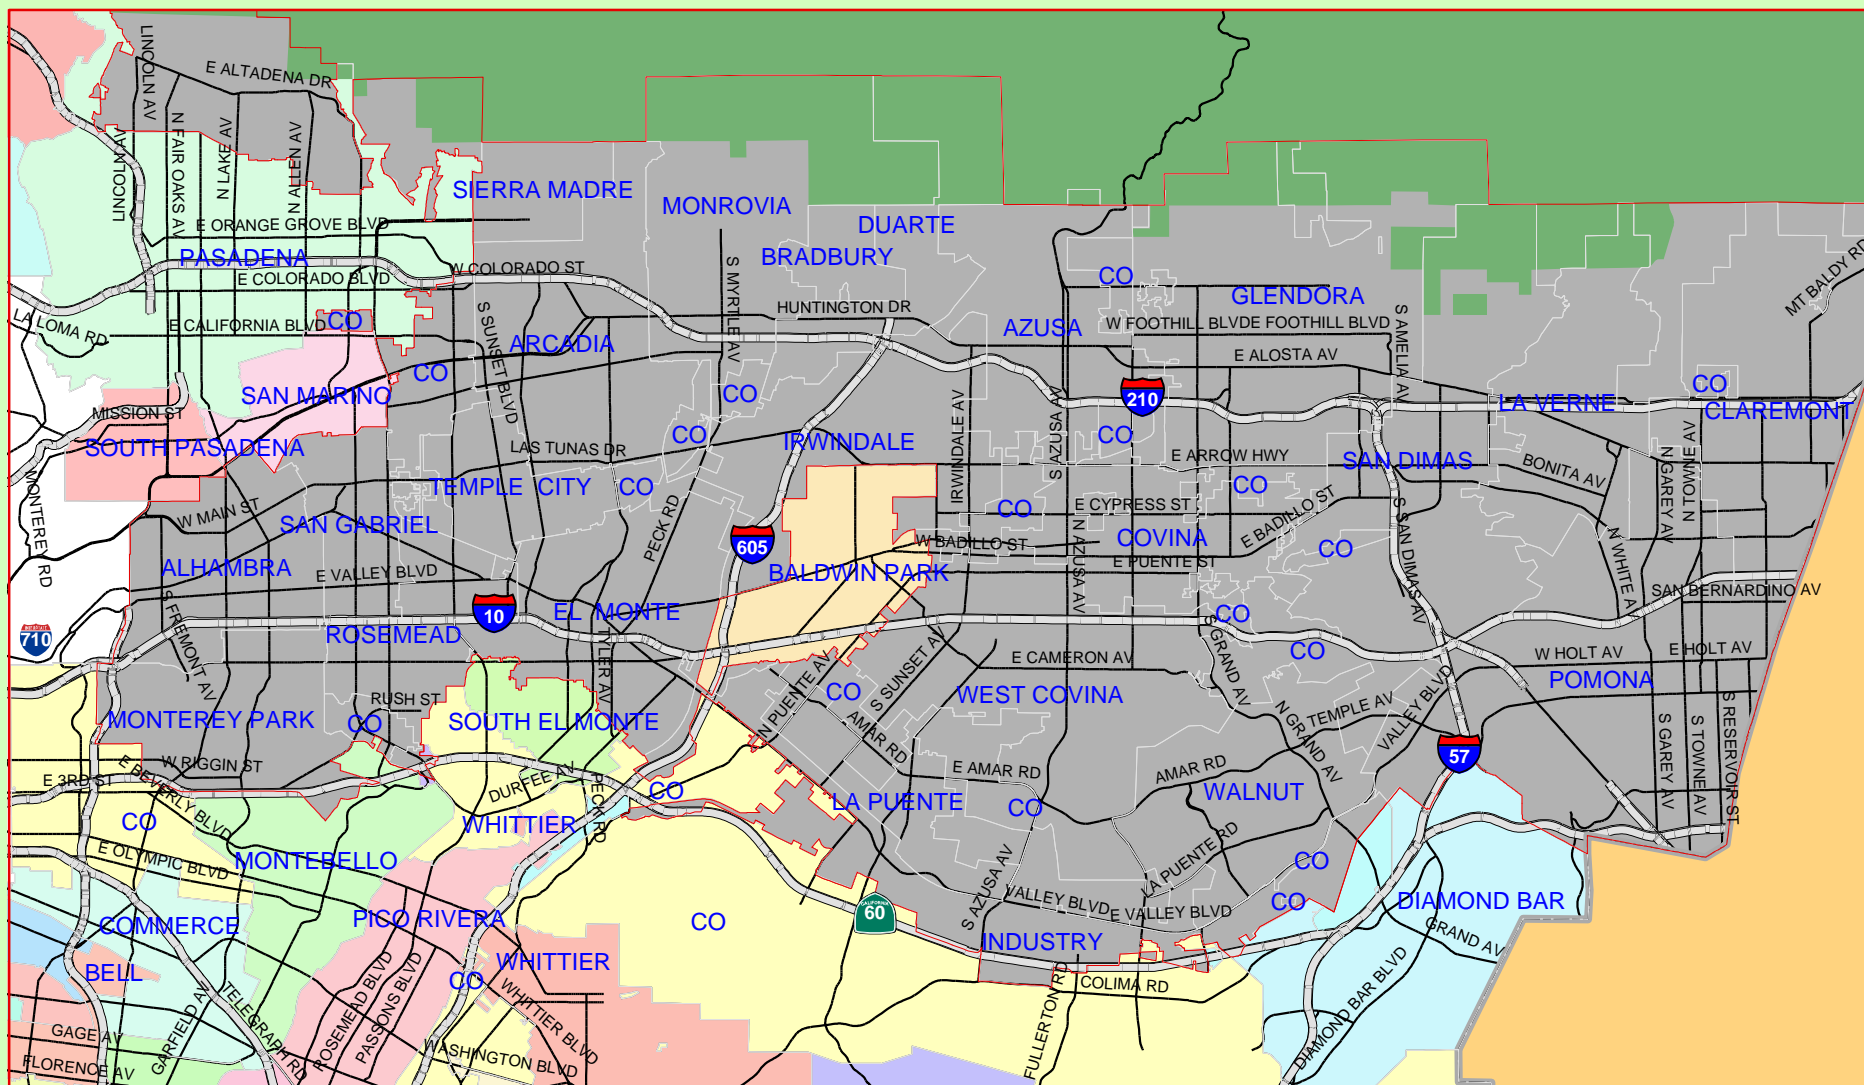 LINCOLN AV
E ALTADENA DR
N FAIR OAKS AV
N LAKE AV
N ALLEN AV
LINCOLN AV
SIERRA MADRE
MONROVIA
DUARTE
BRADBURY
E ORANGE GROVE BLVD
PASADENA
E COLORADO BLVD
W COLORADO ST
S MYRTLE AV
CO
GLENDORA
MT BALDY RD
LA LOMA RD
E CALIFORNIA BLVD
CO
S SUNSET BLVD
ARCADIA
HUNTINGTON DR
AZUSA
W FOOTHILL BLVD
E FOOTHILL BLVD
S AMELIA AV
E ALOSTA AV
CO
SAN MARINO
CO
210
CO
LA VERNE
CLAREMONT
MISSION ST
SOUTH PASADENA
CO
IRWINDALE
CO
IRWINDALE AV
S AZUSA AV
E ARROW HWY
SAN DIMAS
BONITA AV
N GAREY AV
N TOWNE AV
MONTEREY RD
LAS TUNAS DR
TEMPLE CITY
CO
CO
W MAIN ST
SAN GABRIEL
PECK RD
605
CO
E CYPRESS ST
E BADILLO ST
COVINA
W BADILLO ST
N AZUSA AV
E PUENTE ST
CO
S SAN DIMAS AV
N WHITE AV
SAN BERNARDINO AV
ALHAMBRA
E VALLEY BLVD
BALDWIN PARK
S FREMONT AV
10
EL MONTE
ROSEMEAD
710
TYLER AV
CO
S GRAND AV
CO
E CAMERON AV
W HOLT AV
E HOLT AV
POMONA
N PUENTE AV
CO
S SUNSET AV
WEST COVINA
RUSH ST
MONTEREY PARK
CO
SOUTH EL MONTE
AMAR RD
N GRAND AV
TEMPLE AV
VALLEY BLVD
S GAREY AV
S TOWNE AV
S RESERVOIR ST
57
W RIGGIN ST
E 3RD ST
E BEVERLY BLVD
DURFEE AV
PECK RD
CO
E AMAR RD
AMAR RD
WALNUT
LA PUENTE
CO
CO
WHITTIER
E OLYMPIC BLVD
MONTEBELLO
LA PUENTE RD
CO
S AZUSA AV
VALLEY BLVD
E VALLEY BLVD
CO
DIAMOND BAR
GRAND AV
COMMERCE
PICO RIVERA
CO
CALIFORNIA
60
INDUSTRY
BELL
CO
WHITTIER
WHITTIER BLVD
FULLERTON RD
COLIMA RD
DIAMOND BAR BLVD
DIAMOND BAR BLVD
GAGE AV
GARFIELD AV
TELEGRAPH RD
ROSEMEAD BLVD
PASSONS BLVD
WASHINGTON BLVD
FLORENCE AV